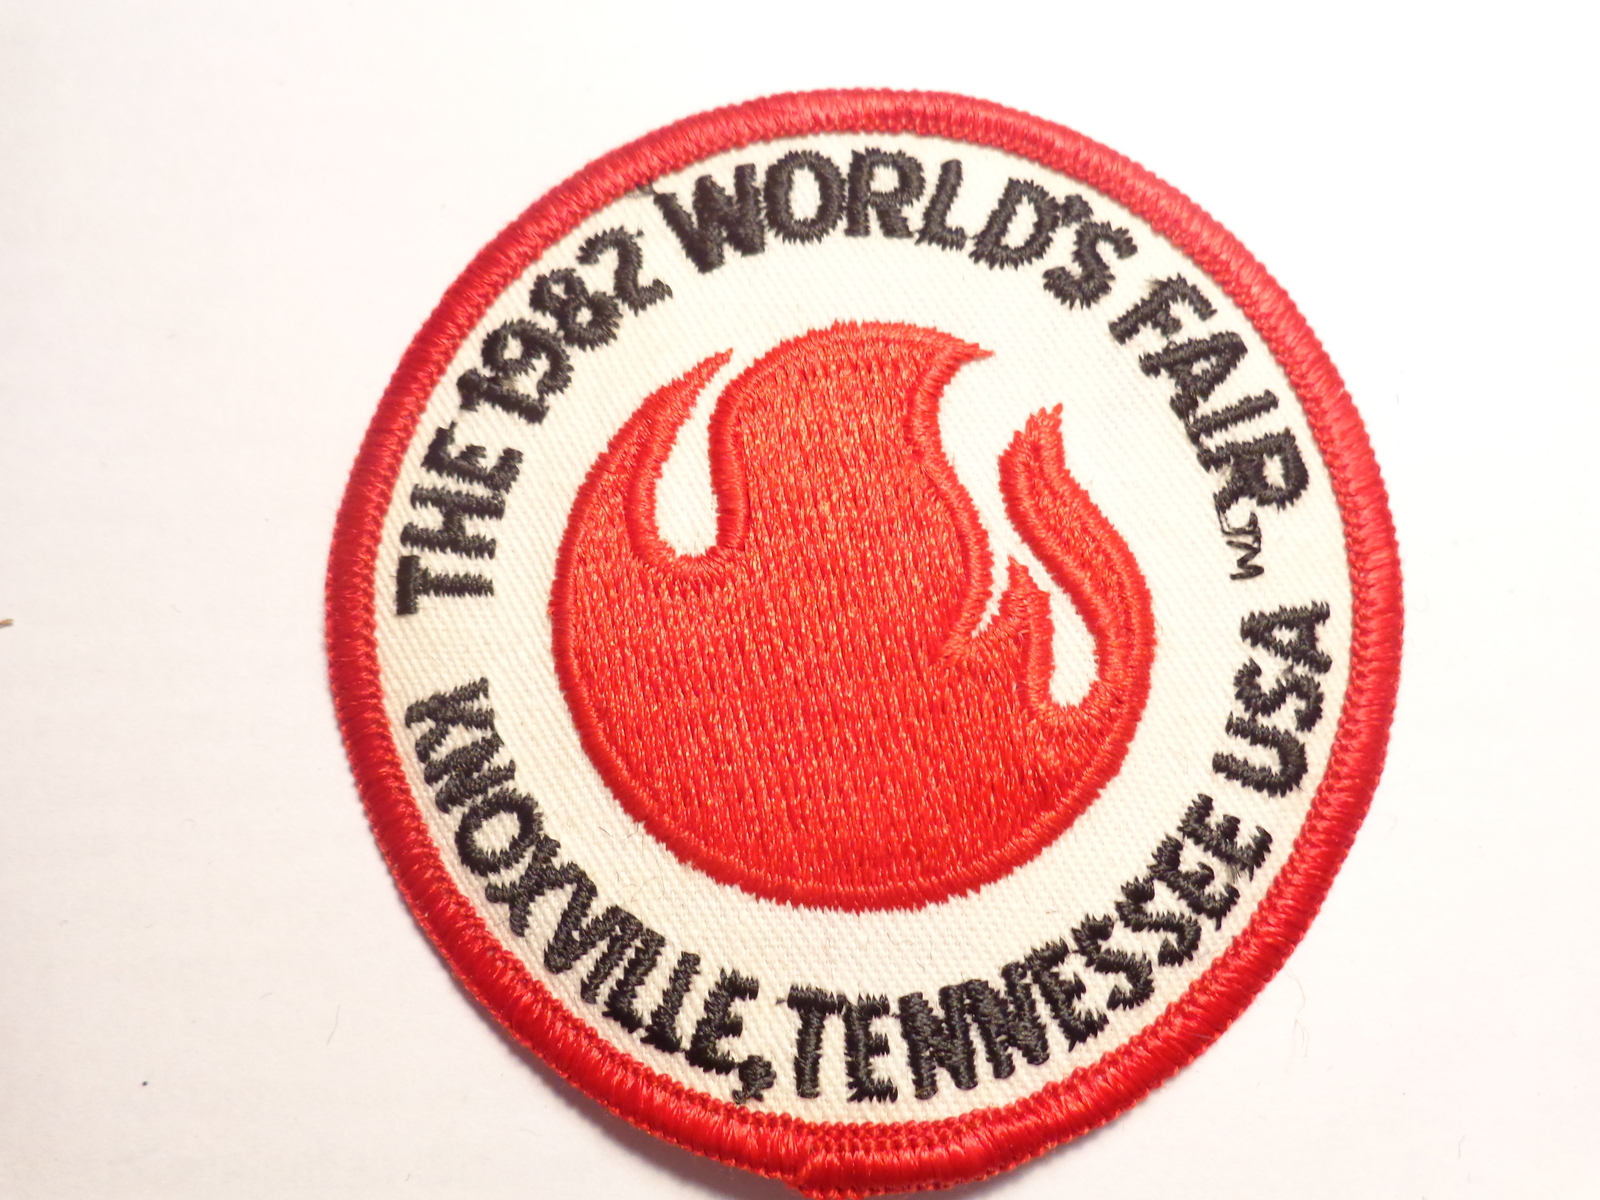 THE 1982 WORLD'S FAIR™
KNOXVILLE, TENNESSEE USA